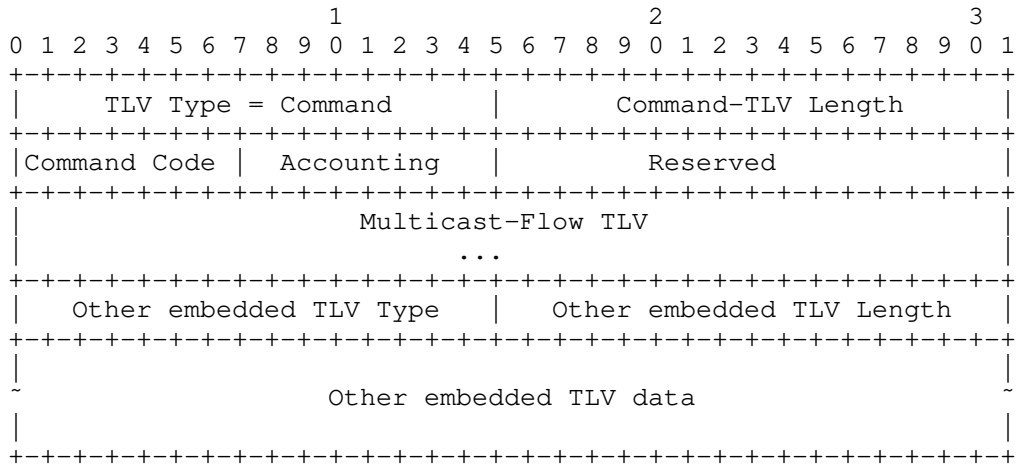 1                   2                   3
 0 1 2 3 4 5 6 7 8 9 0 1 2 3 4 5 6 7 8 9 0 1 2 3 4 5 6 7 8 9 0 1
+-+-+-+-+-+-+-+-+-+-+-+-+-+-+-+-+-+-+-+-+-+-+-+-+-+-+-+-+-+-+-+
|     TLV Type = Command      |       Command-TLV Length      |
+-+-+-+-+-+-+-+-+-+-+-+-+-+-+-+-+-+-+-+-+-+-+-+-+-+-+-+-+-+-+-+
|Command Code |  Accounting   |         Reserved              |
+-+-+-+-+-+-+-+-+-+-+-+-+-+-+-+-+-+-+-+-+-+-+-+-+-+-+-+-+-+-+-+
|                     Multicast-Flow TLV                      |
|                           ...                               |
+-+-+-+-+-+-+-+-+-+-+-+-+-+-+-+-+-+-+-+-+-+-+-+-+-+-+-+-+-+-+-+
|   Other embedded TLV Type   |   Other embedded TLV Length   |
+-+-+-+-+-+-+-+-+-+-+-+-+-+-+-+-+-+-+-+-+-+-+-+-+-+-+-+-+-+-+-+
|                                                             |
~                   Other embedded TLV data                   ~
|                                                             |
+-+-+-+-+-+-+-+-+-+-+-+-+-+-+-+-+-+-+-+-+-+-+-+-+-+-+-+-+-+-+-+